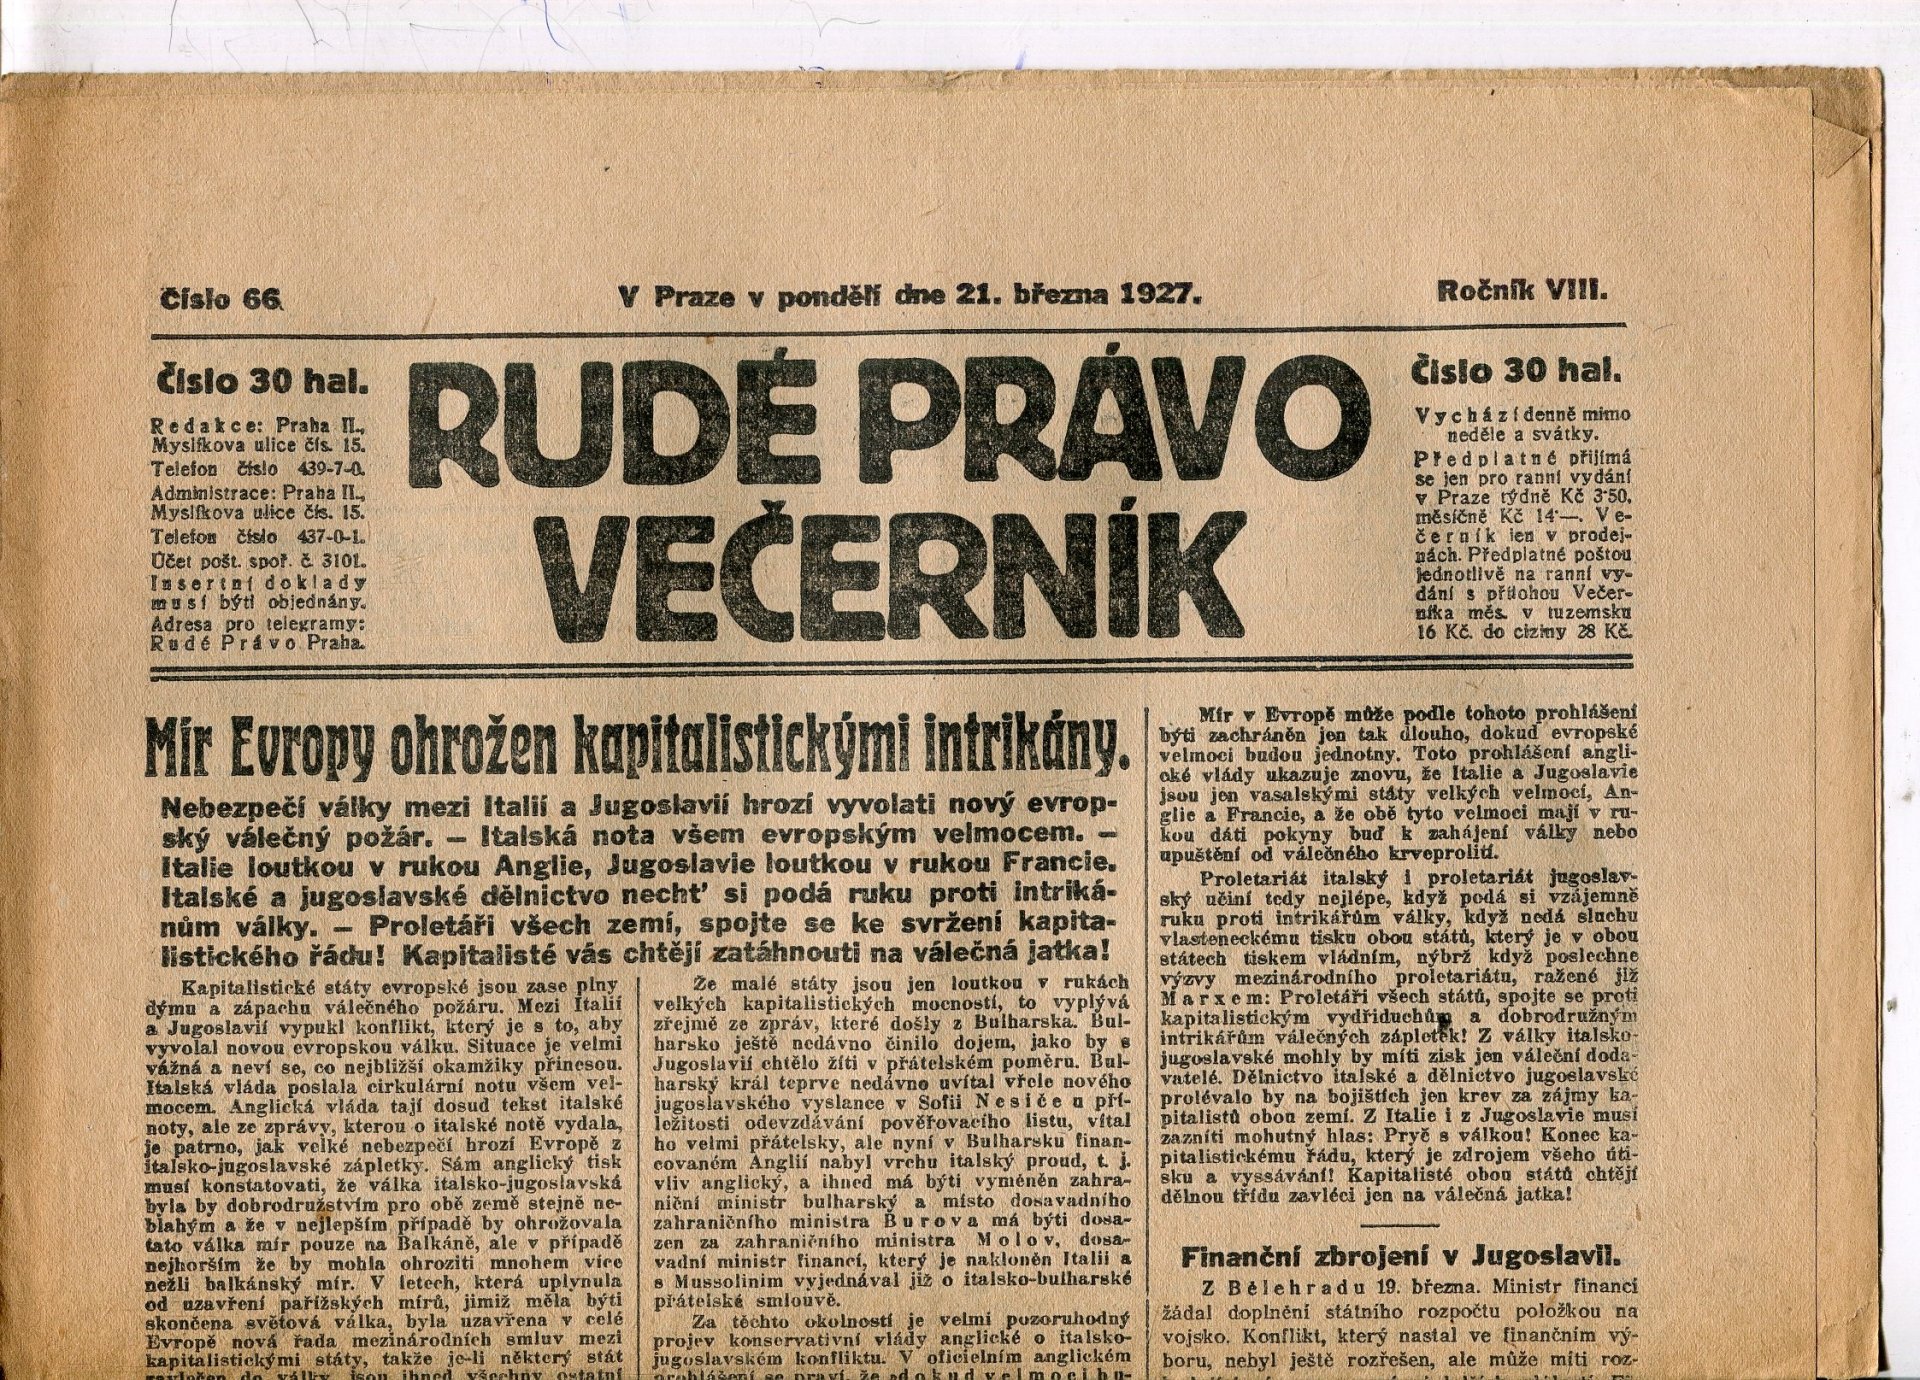 Číslo 66.
V Praze v pondělí dne 21. března 1927.
Ročník VIII.
Číslo 30 hal.
Redakce: Praha II.,
Myslíkova ulice čís. 15.
Telefon číslo 439-7-0.
Administrace: Praha II.,
Myslíkova ulice čís. 15.
Telefon číslo 437-0-1.
Účet pošt. spoř. č. 3101.
Insertní doklady
musí býti objednány.
Adresa pro telegramy:
Rudé Právo Praha.
RUDÉ PRÁVO
VEČERNÍK
Číslo 30 hal.
Vychází denně mimo
neděle a svátky.
Předplatné přijímá
se jen pro ranní vydání
v Praze týdně Kč 3·50,
měsíčně Kč 14·—. Ve-
černík jen v prodej-
nách. Předplatné poštou
jednotlivě na ranní vy-
dání s přílohou Večer-
níka měs. v tuzemsku
16 Kč. do ciziny 28 Kč.
Mír Evropy ohrožen kapitalistickými intrikány.
Nebezpečí války mezi Italií a Jugoslavií hrozí vyvolati nový evrop-
ský válečný požár. — Italská nota všem evropským velmocem. —
Italie loutkou v rukou Anglie, Jugoslavie loutkou v rukou Francie.
Italské a jugoslavské dělnictvo nechť si podá ruku proti intriká-
nům války. — Proletáři všech zemí, spojte se ke svržení kapita-
listického řádu! Kapitalisté vás chtějí zatáhnouti na válečná jatka!
Kapitalistické státy evropské jsou zase plny
dýmu a zápachu válečného požáru. Mezi Italií
a Jugoslavií vypukl konflikt, který je s to, aby
vyvolal novou evropskou válku. Situace je velmi
vážná a neví se, co nejbližší okamžiky přinesou.
Italská vláda poslala cirkulární notu všem vel-
mocem. Anglická vláda tají dosud tekst italské
noty, ale ze zprávy, kterou o italské notě vydala,
je patrno, jak velké nebezpečí hrozí Evropě z
italsko-jugoslavské zápletky. Sám anglický tisk
musí konstatovati, že válka italsko-jugoslavská
byla by dobrodružstvím pro obě země stejně ne-
blahým a že v nejlepším případě by ohrožovala
tato válka mír pouze na Balkáně, ale v případě
nejhorším že by mohla ohroziti mnohem více
nežli balkánský mír. V letech, která uplynula
od uzavření pařížských mírů, jimiž měla býti
skončena světová válka, byla uzavřena v celé
Evropě nová řada mezinárodních smluv mezi
kapitalistickými státy, takže je-li některý stát
zavlečen do války, jsou ihned všechny ostatní
Že malé státy jsou jen loutkou v rukách
velkých kapitalistických mocností, to vyplývá
zřejmě ze zpráv, které došly z Bulharska. Bul-
harsko ještě nedávno činilo dojem, jako by s
Jugoslavií chtělo žíti v přátelském poměru. Bul-
harský král teprve nedávno uvítal vřele nového
jugoslavského vyslance v Sofii Nesiče u pří-
ležitosti odevzdávání pověřovacího listu, vítal
ho velmi přátelsky, ale nyní v Bulharsku finan-
covaném Anglií nabyl vrchu italský proud, t. j.
vliv anglický, a ihned má býti vyměněn zahra-
niční ministr bulharský a místo dosavadního
zahraničního ministra Burova má býti dosa-
zen za zahraničního ministra Molov, dosa-
vadní ministr financí, který je nakloněn Italii a
s Mussolinim vyjednával již o italsko-bulharské
přátelské smlouvě.
Za těchto okolností je velmi pozoruhodný
projev konservativní vlády anglické o italsko-
jugoslavském konfliktu. V oficielním anglickém
prohlášení se praví, že »dokud velmoci bu-
Mír v Evropě může podle tohoto prohlášení
býti zachráněn jen tak dlouho, dokud evropské
velmoci budou jednotny. Toto prohlášení angli-
cké vlády ukazuje znovu, že Italie a Jugoslavie
jsou jen vasalskými státy velkých velmocí, An-
glie a Francie, a že obě tyto velmoci mají v ru-
kou dáti pokyny buď k zahájení války nebo
upuštění od válečného krveprolití.
Proletariát italský i proletariát jugoslav-
ský učiní tedy nejlépe, když podá si vzájemně
ruku proti intrikářům války, když nedá sluchu
vlasteneckému tisku obou států, který je v obou
státech tiskem vládním, nýbrž když poslechne
výzvy mezinárodního proletariátu, ražené již
Marxem: Proletáři všech států, spojte se proti
kapitalistickým vydřiduchům a dobrodružným
intrikářům válečných zápletek! Z války italsko-
jugoslavské mohly by míti zisk jen váleční doda-
vatelé. Dělnictvo italské a dělnictvo jugoslavské
prolévalo by na bojištích jen krev za zájmy ka-
pitalistů obou zemí. Z Italie i z Jugoslavie musí
zazníti mohutný hlas: Pryč s válkou! Konec ka-
pitalistickému řádu, který je zdrojem všeho úti-
sku a vyssávání! Kapitalisté obou států chtějí
dělnou třídu zavléci jen na válečná jatka!
Finanční zbrojení v Jugoslavii.
Z Bělehradu 19. března. Ministr financí
žádal doplnění státního rozpočtu položkou na
vojsko. Konflikt, který nastal ve finančním vý-
boru, nebyl ještě rozřešen, ale může míti roz-